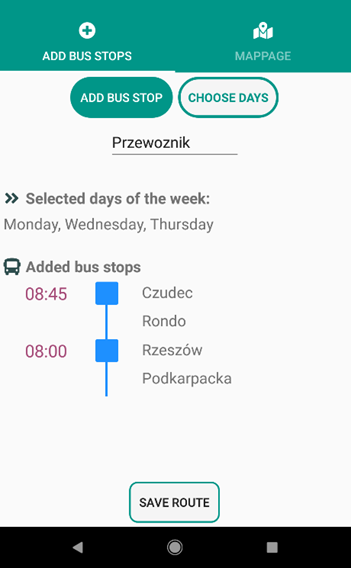 ADD BUS STOPS
MAPPAGE
ADD BUS STOP
CHOOSE DAYS
Przewoznik
Selected days of the week:
Monday, Wednesday, Thursday
Added bus stops
08:45 Czudec
Rondo
08:00 Rzeszów
Podkarpacka
SAVE ROUTE